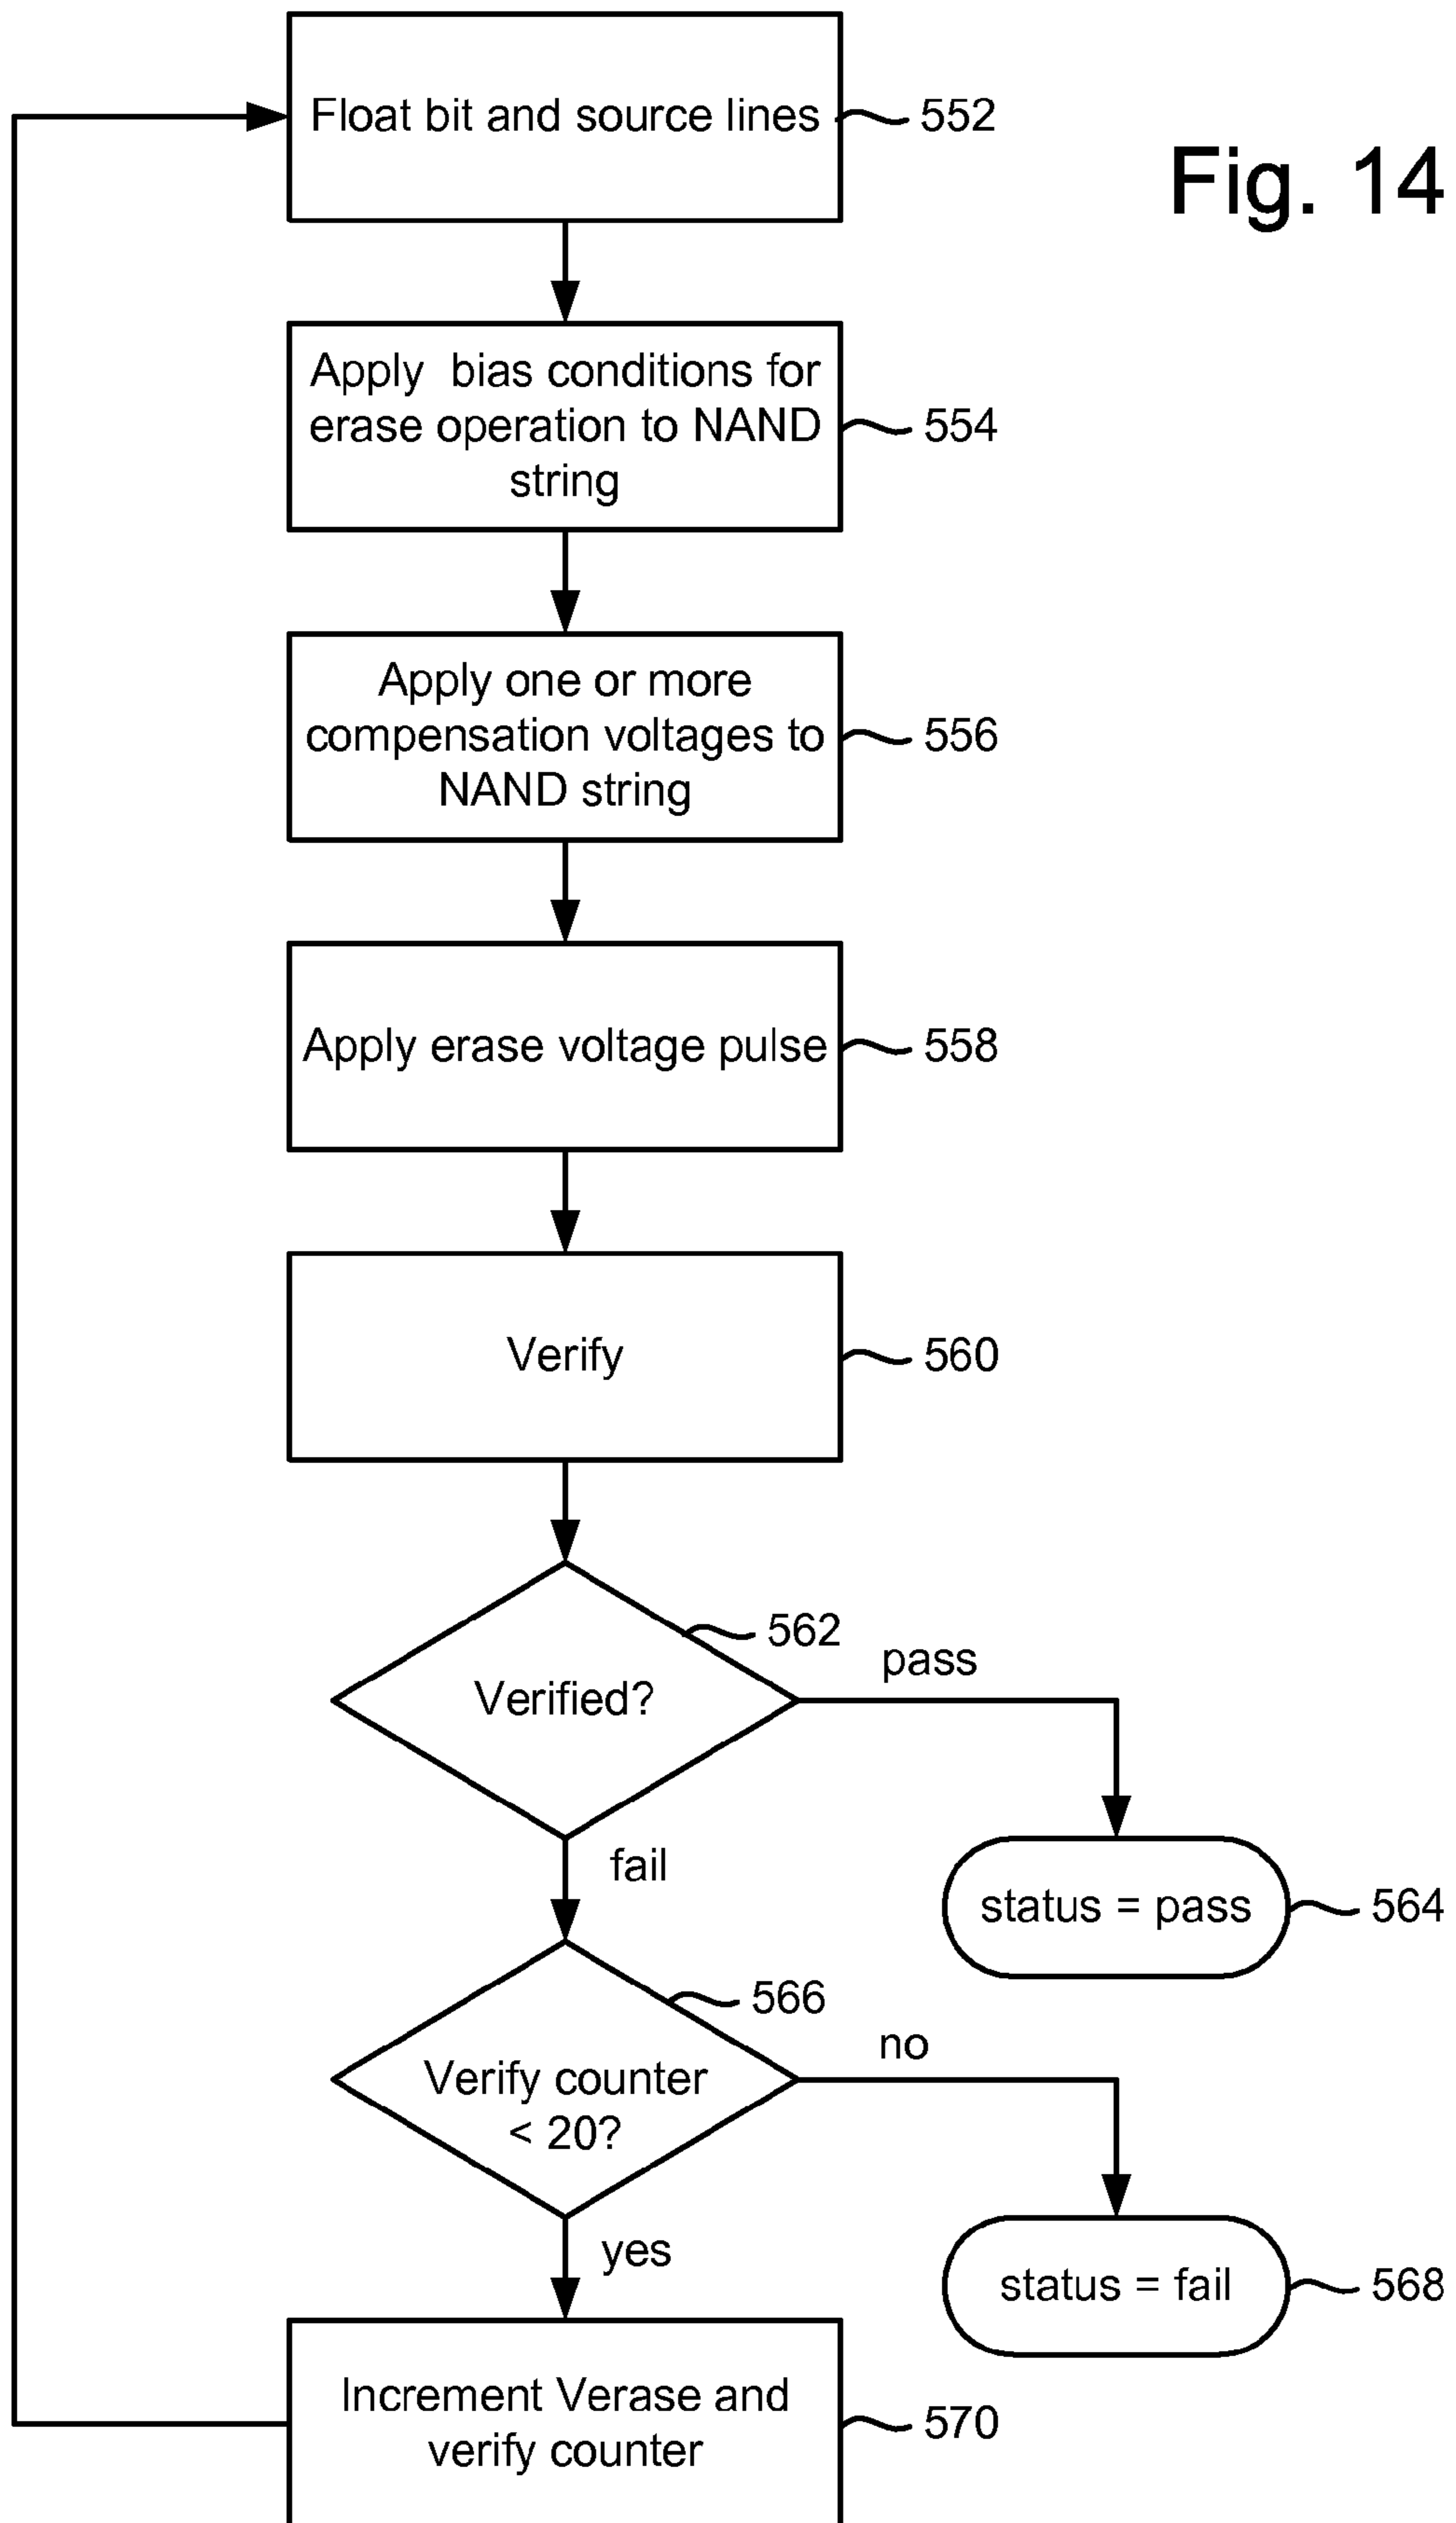 Fig. 14
Float bit and source lines
552
Apply bias conditions for
erase operation to NAND
string
554
Apply one or more
compensation voltages to
NAND string
556
Apply erase voltage pulse
558
Verify
560
562
Verified?
pass
fail
status = pass
564
566
Verify counter
< 20?
no
yes
status = fail
568
Increment Verase and
verify counter
570